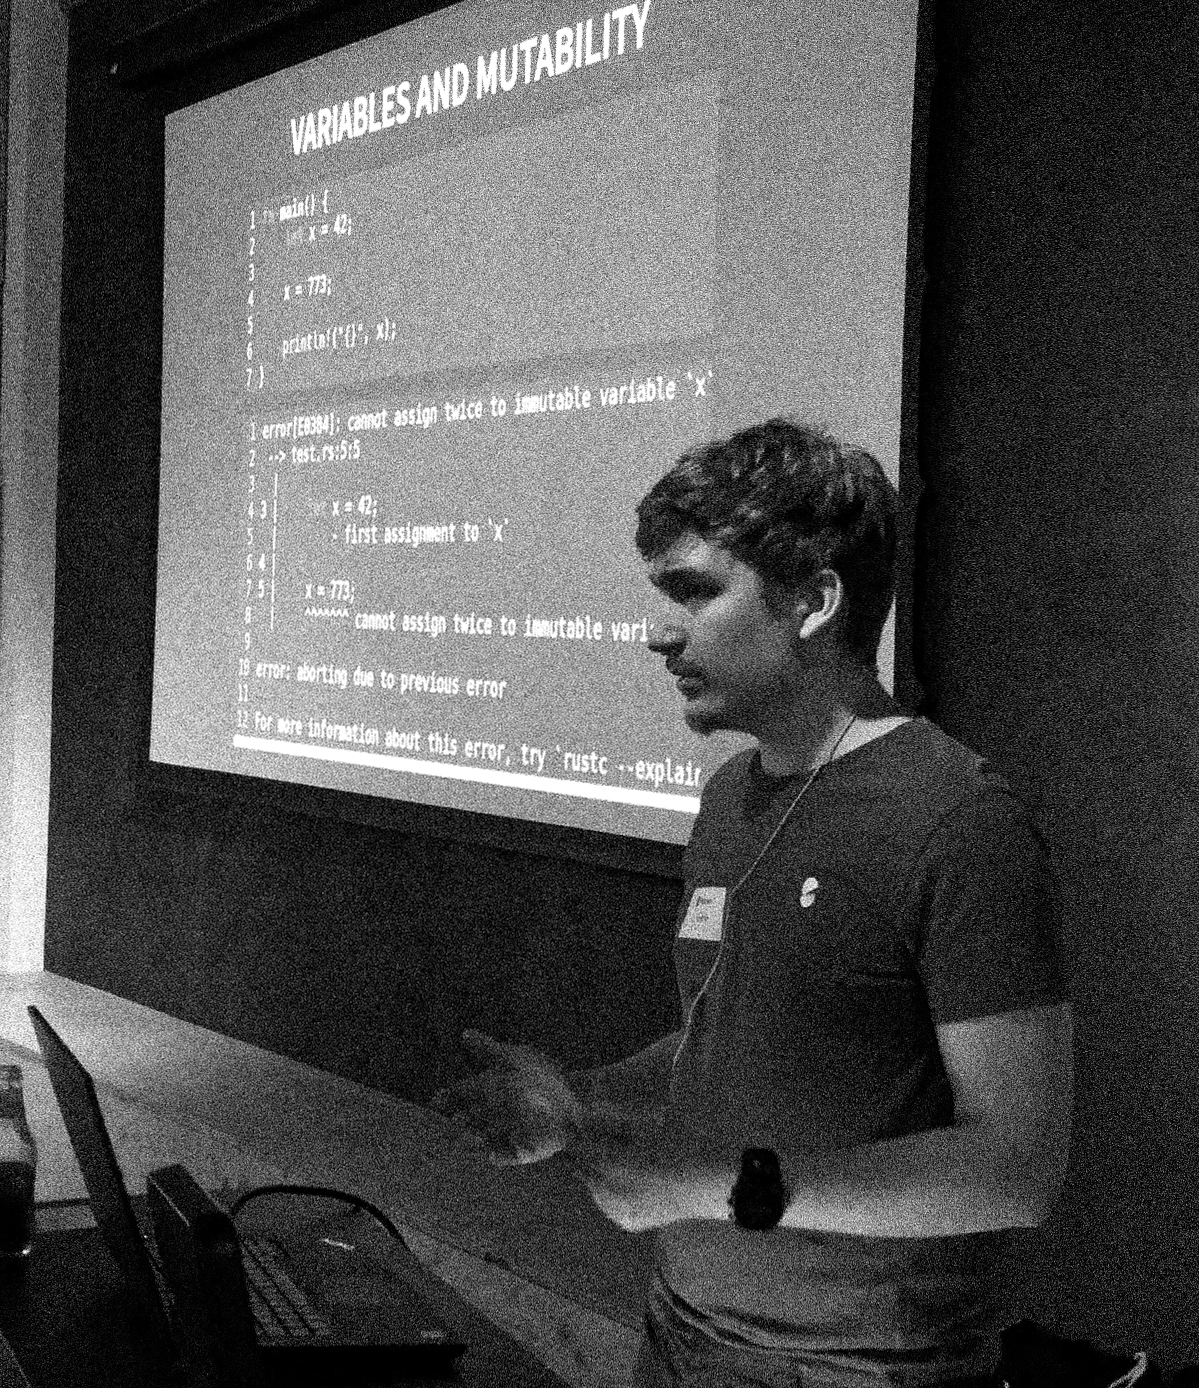 VARIABLES AND MUTABILITY
1 fn main() {
2 let x = 42;
3
4 x = 773;
5
6 println!("{}", x);
7 }
1 error[E0384]: cannot assign twice to immutable variable `x`
2 --> test.rs:5:5
3 |
4 3 | let x = 42;
5 | - first assignment to `x`
6 4 |
7 5 | x = 773;
8 | ^^^^^^^ cannot assign twice to immutable vari
9
10 error: aborting due to previous error
11
12 For more information about this error, try `rustc --explain